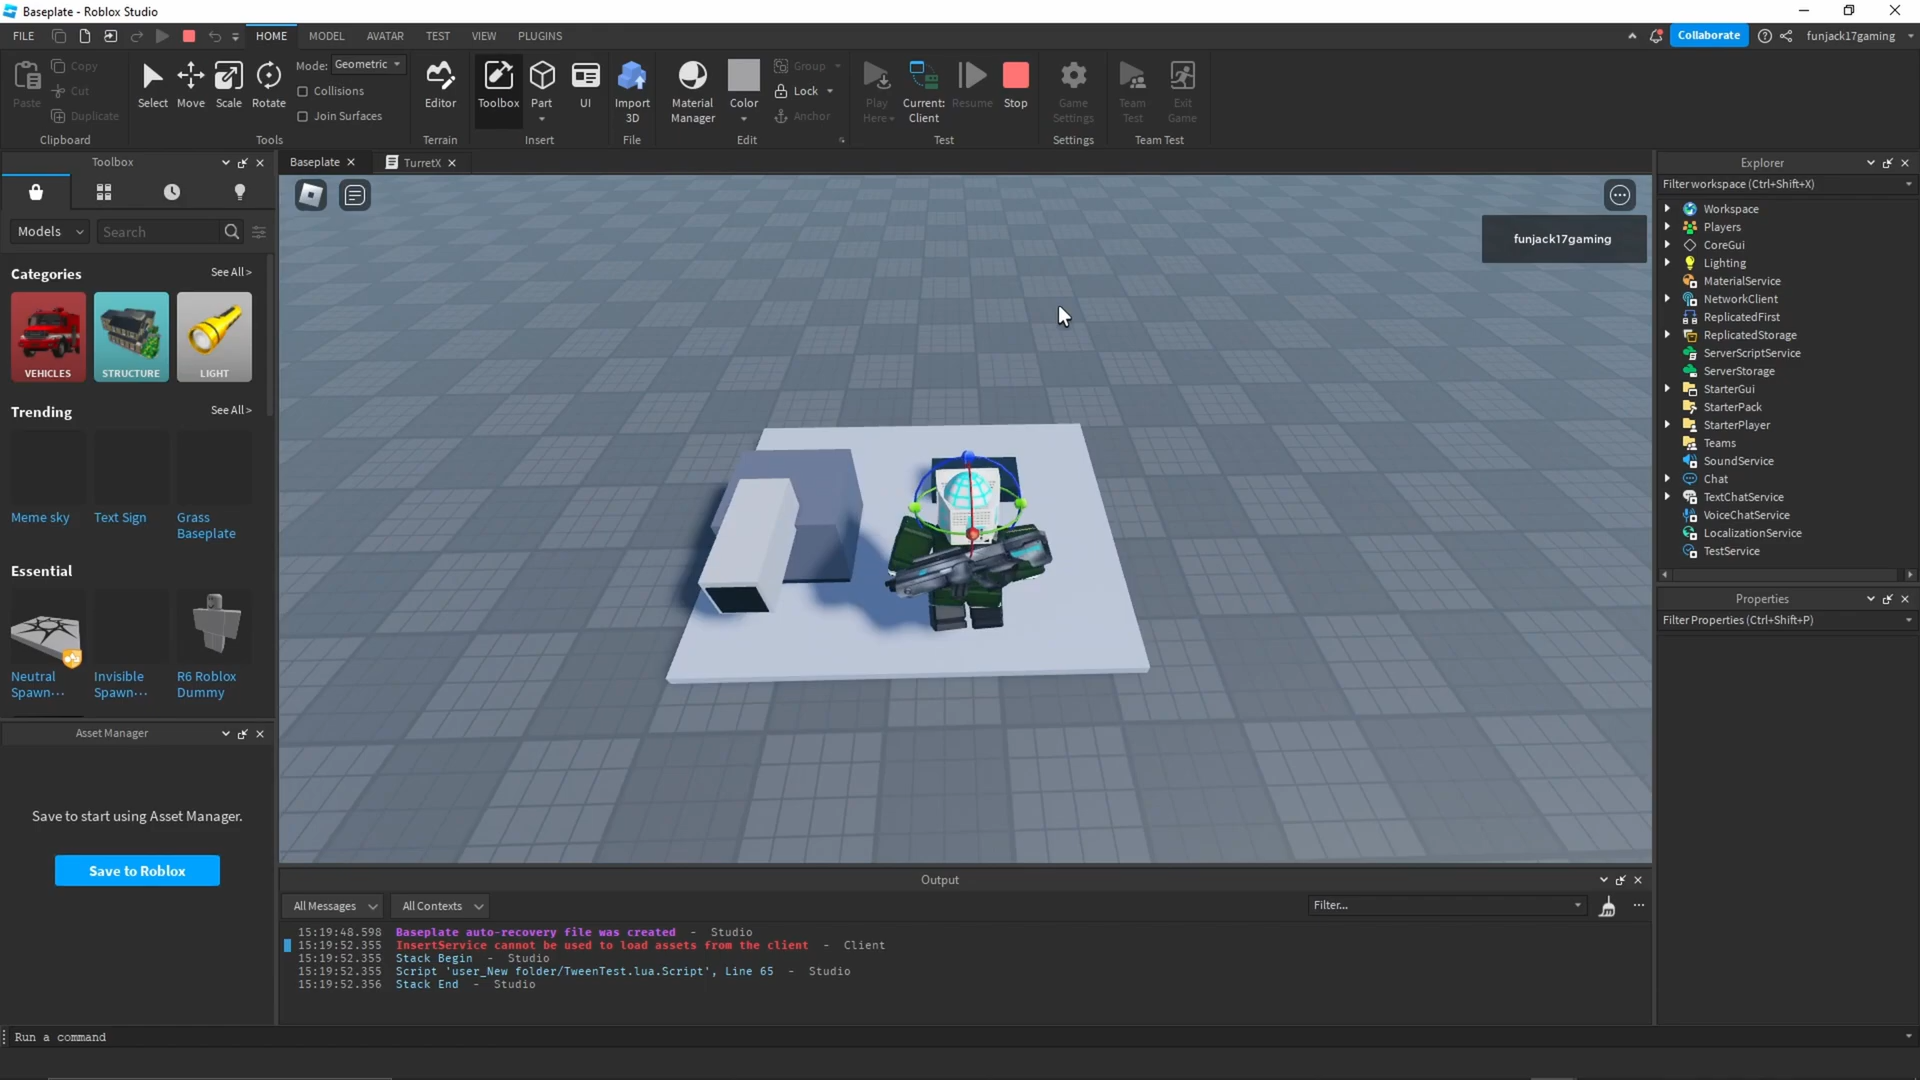 Baseplate - Roblox Studio
FILE
HOME
MODEL
AVATAR
TEST
VIEW
PLUGINS
Collaborate
funjack17gaming
Paste
Copy
Cut
Duplicate
Clipboard
Select
Move
Scale
Rotate
Mode: Geometric
Collisions
Join Surfaces
Tools
Editor
Terrain
Toolbox
Part
UI
Insert
Import
3D
File
Material
Manager
Color
Group
Lock
Anchor
Edit
Play
Here
Current:
Client
Resume
Stop
Test
Game
Settings
Settings
Team
Test
Exit
Game
Team Test
Toolbox
Models
Search
Categories
See All >
VEHICLES
STRUCTURE
LIGHT
Trending
See All >
Meme sky
Text Sign
Grass
Baseplate
Essential
Neutral
Spawn···
Invisible
Spawn···
R6 Roblox
Dummy
Asset Manager
Save to start using Asset Manager.
Save to Roblox
Baseplate
TurretX
funjack17gaming
Explorer
Filter workspace (Ctrl+Shift+X)
Workspace
Players
CoreGui
Lighting
MaterialService
NetworkClient
ReplicatedFirst
ReplicatedStorage
ServerScriptService
ServerStorage
StarterGui
StarterPack
StarterPlayer
Teams
SoundService
Chat
TextChatService
VoiceChatService
LocalizationService
TestService
Properties
Filter Properties (Ctrl+Shift+P)
Output
All Messages
All Contexts
Filter...
15:19:48.598 Baseplate auto-recovery file was created - Studio
15:19:52.355 InsertService cannot be used to load assets from the client - Client
15:19:52.355 Stack Begin - Studio
15:19:52.355 Script 'user_New folder/TweenTest.lua.Script', Line 65 - Studio
15:19:52.356 Stack End - Studio
Run a command